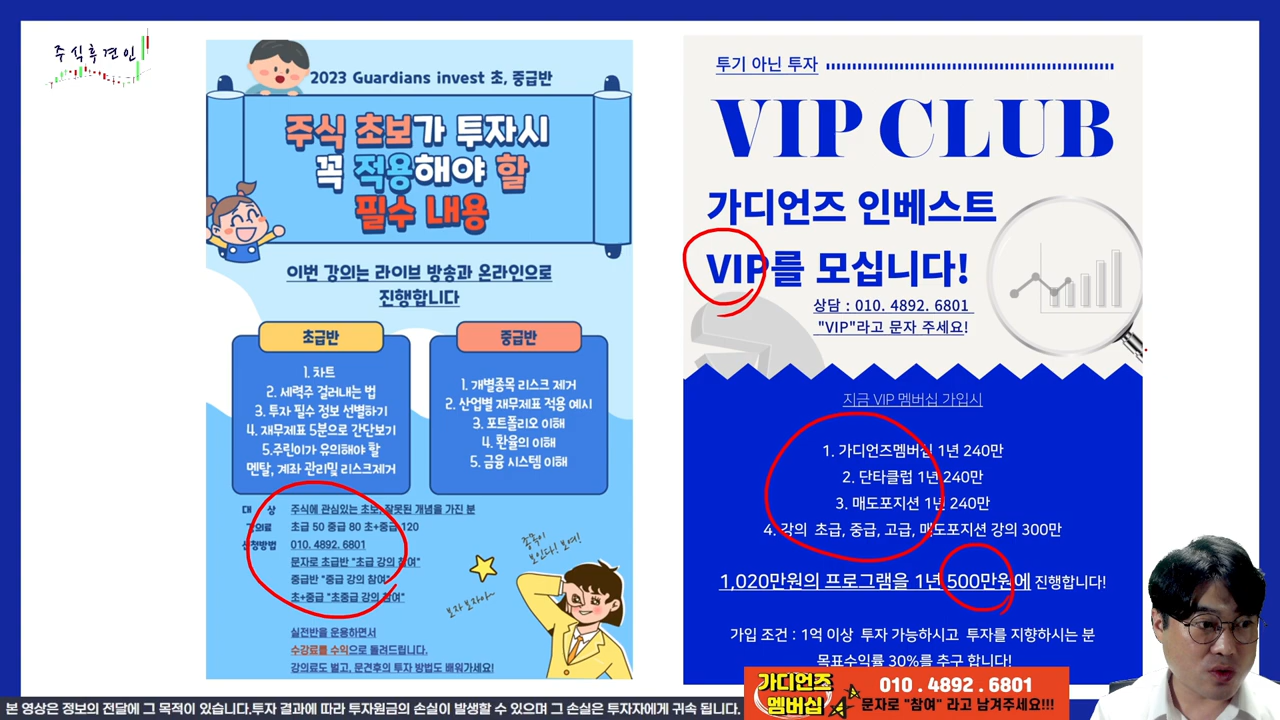 주식후견인
2023 Guardians invest 초, 중급반
주식 초보가 투자시
꼭 적용해야 할
필수 내용
이번 강의는 라이브 방송과 온라인으로
진행합니다
초급반
1. 차트
2. 세력주 걸러내는 법
3. 투자 필수 정보 선별하기
4. 재무제표 5분으로 간단보기
5.주린이가 유의해야 할
멘탈, 계좌 관리및 리스크제거
중급반
1. 개별종목 리스크 제거
2. 산업별 재무제표 적용 예시
3. 포트폴리오 이해
4. 환율의 이해
5. 금융 시스템 이해
대 상 주식에 관심있는 초보, 잘못된 개념을 가진 분
강의료 초급 50 중급 80 초+중급 120
신청방법 010. 4892. 6801
문자로 초급반 "초급 강의 참여"
중급반 "중급 강의 참여"
초+중급 "초중급 강의 참여"
실전반을 운용하면서
수강료를 수익으로 돌려드립니다.
강의료도 벌고, 문견후의 투자 방법도 배워가세요!
종목이
보인다! 보여!
보자 보자아~
투기 아닌 투자
VIP CLUB
가디언즈 인베스트
VIP를 모십니다!
상담 : 010. 4892. 6801
"VIP"라고 문자 주세요!
지금 VIP 멤버십 가입시
1. 가디언즈멤버십 1년 240만
2. 단타클럽 1년 240만
3. 매도포지션 1년 240만
4. 강의 초급, 중급, 고급, 매도포지션 강의 300만
1,020만원의 프로그램을 1년 500만원에 진행합니다!
가입 조건 : 1억 이상 투자 가능하시고 투자를 지향하시는 분
목표수익률 30%를 추구 합니다!
가디언즈
멤버십
010 . 4892 . 6801
문자로 "참여" 라고 남겨주세요!!!
본 영상은 정보의 전달에 그 목적이 있습니다.투자 결과에 따라 투자원금의 손실이 발생할 수 있으며 그 손실은 투자자에게 귀속 됩니다.